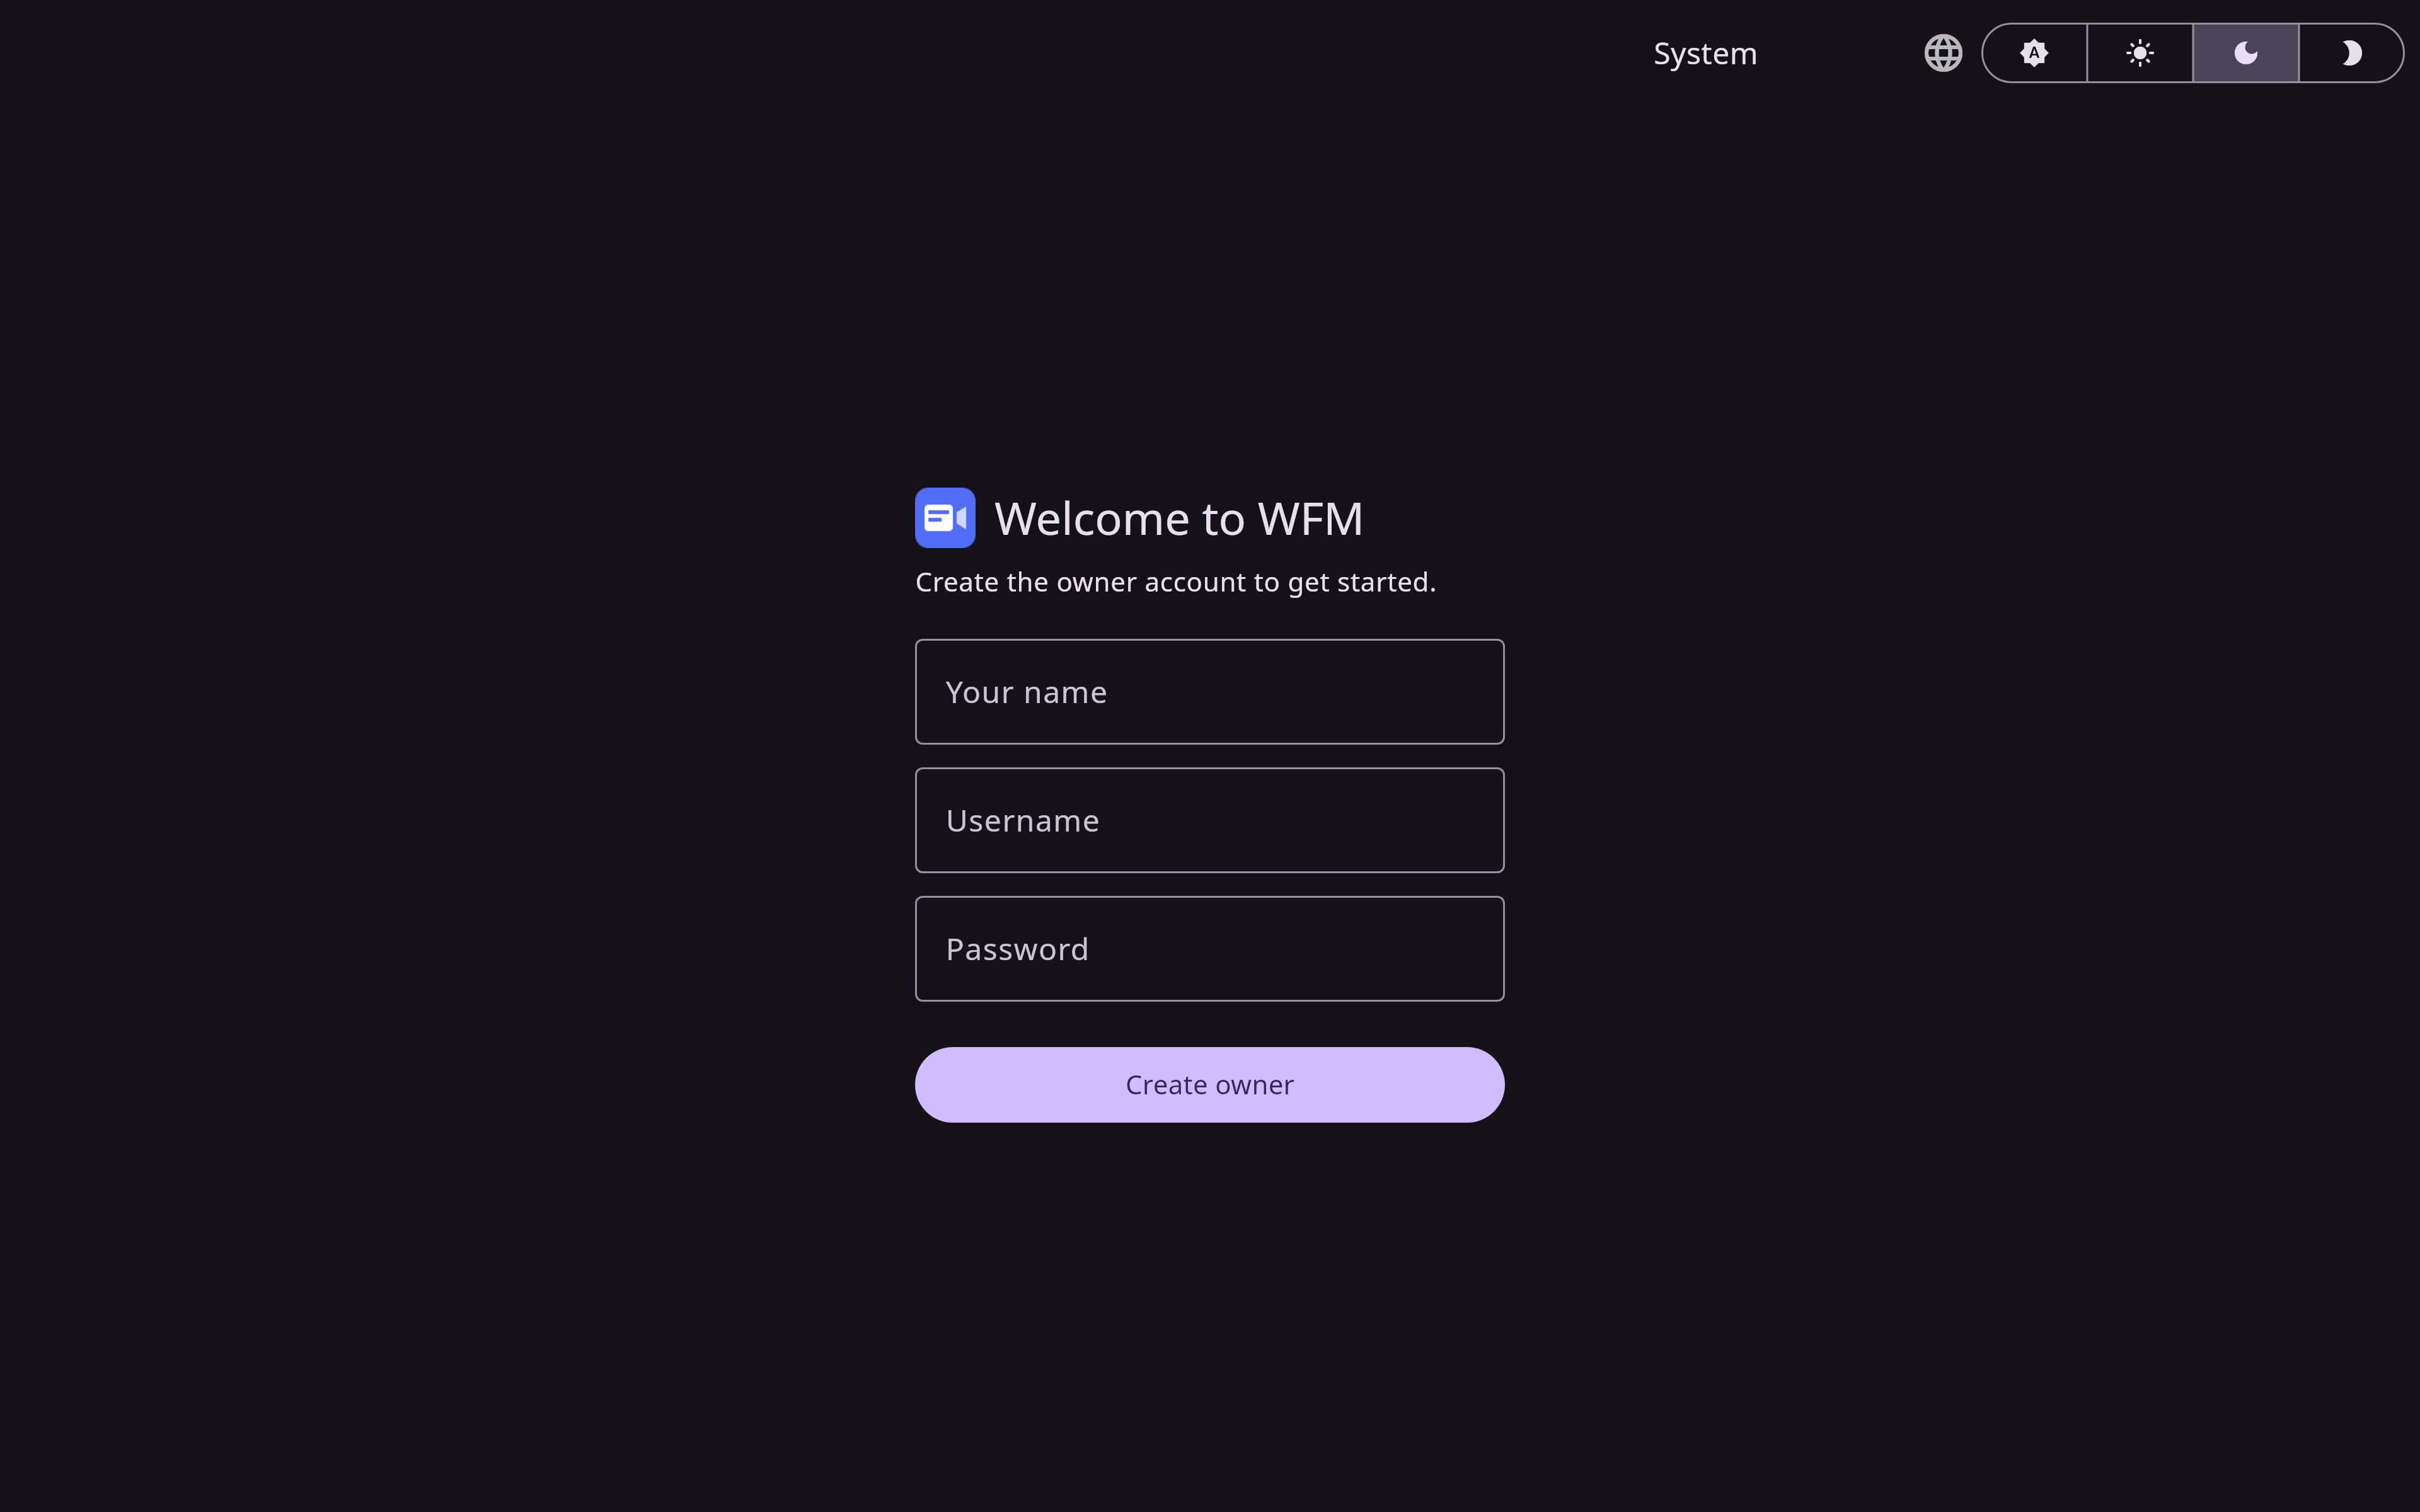 System
A
Welcome to WFM
Create the owner account to get started.
Your name
Username
Password
Create owner